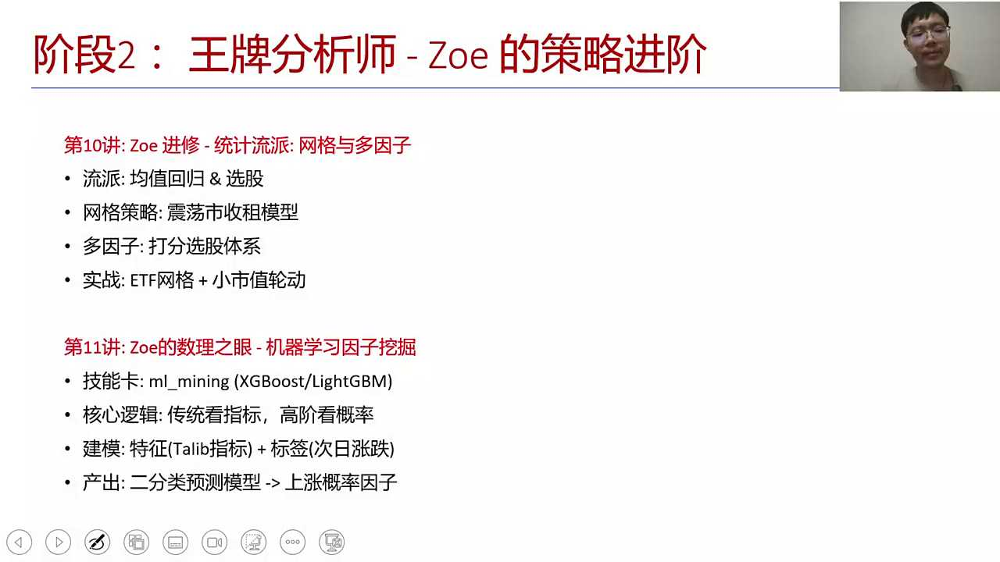 阶段2： 王牌分析师 - Zoe 的策略进阶
第10讲: Zoe 进修 - 统计流派: 网格与多因子
• 流派: 均值回归 & 选股
• 网格策略: 震荡市收租模型
• 多因子: 打分选股体系
• 实战: ETF网格 + 小市值轮动
第11讲: Zoe的数理之眼 - 机器学习因子挖掘
• 技能卡: ml_mining (XGBoost/LightGBM)
• 核心逻辑: 传统看指标，高阶看概率
• 建模: 特征(Talib指标) + 标签(次日涨跌)
• 产出: 二分类预测模型 -> 上涨概率因子